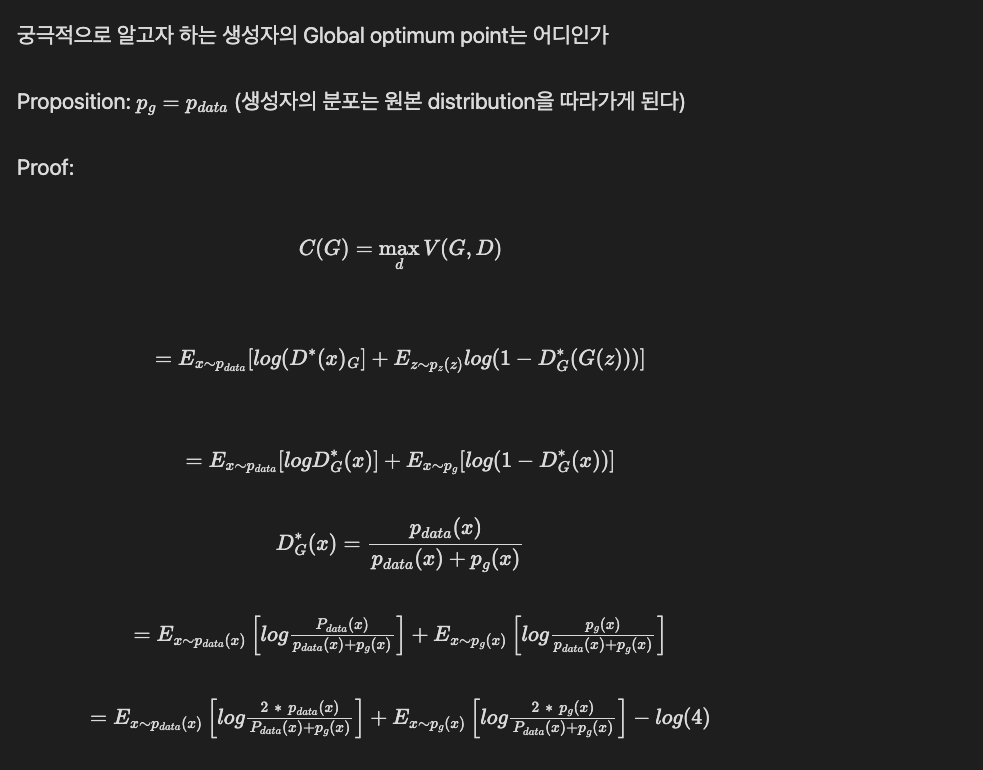 궁극적으로 알고자 하는 생성자의 Global optimum point는 어디인가
Proposition: $p_g = p_{data}$ (생성자의 분포는 원본 distribution을 따라가게 된다)
Proof:
$C(G) = \max_d V(G, D)$
$= E_{x \sim p_{data}}[log(D^*(x)_G] + E_{z \sim p_z(z)}log(1 - D^*_G(G(z)))]$
$= E_{x \sim p_{data}}[logD^*_G(x)] + E_{x \sim p_g}[log(1 - D^*_G(x))]$
$D^*_G(x) = \frac{p_{data}(x)}{p_{data}(x) + p_g(x)}$
$= E_{x \sim p_{data}(x)} \left[ log \frac{P_{data}(x)}{p_{data}(x) + p_g(x)} \right] + E_{x \sim p_g(x)} \left[ log \frac{p_g(x)}{p_{data}(x) + p_g(x)} \right]$
$= E_{x \sim p_{data}(x)} \left[ log \frac{2 * p_{data}(x)}{P_{data}(x) + p_g(x)} \right] + E_{x \sim p_g(x)} \left[ log \frac{2 * p_g(x)}{P_{data}(x) + p_g(x)} \right] - log(4)$